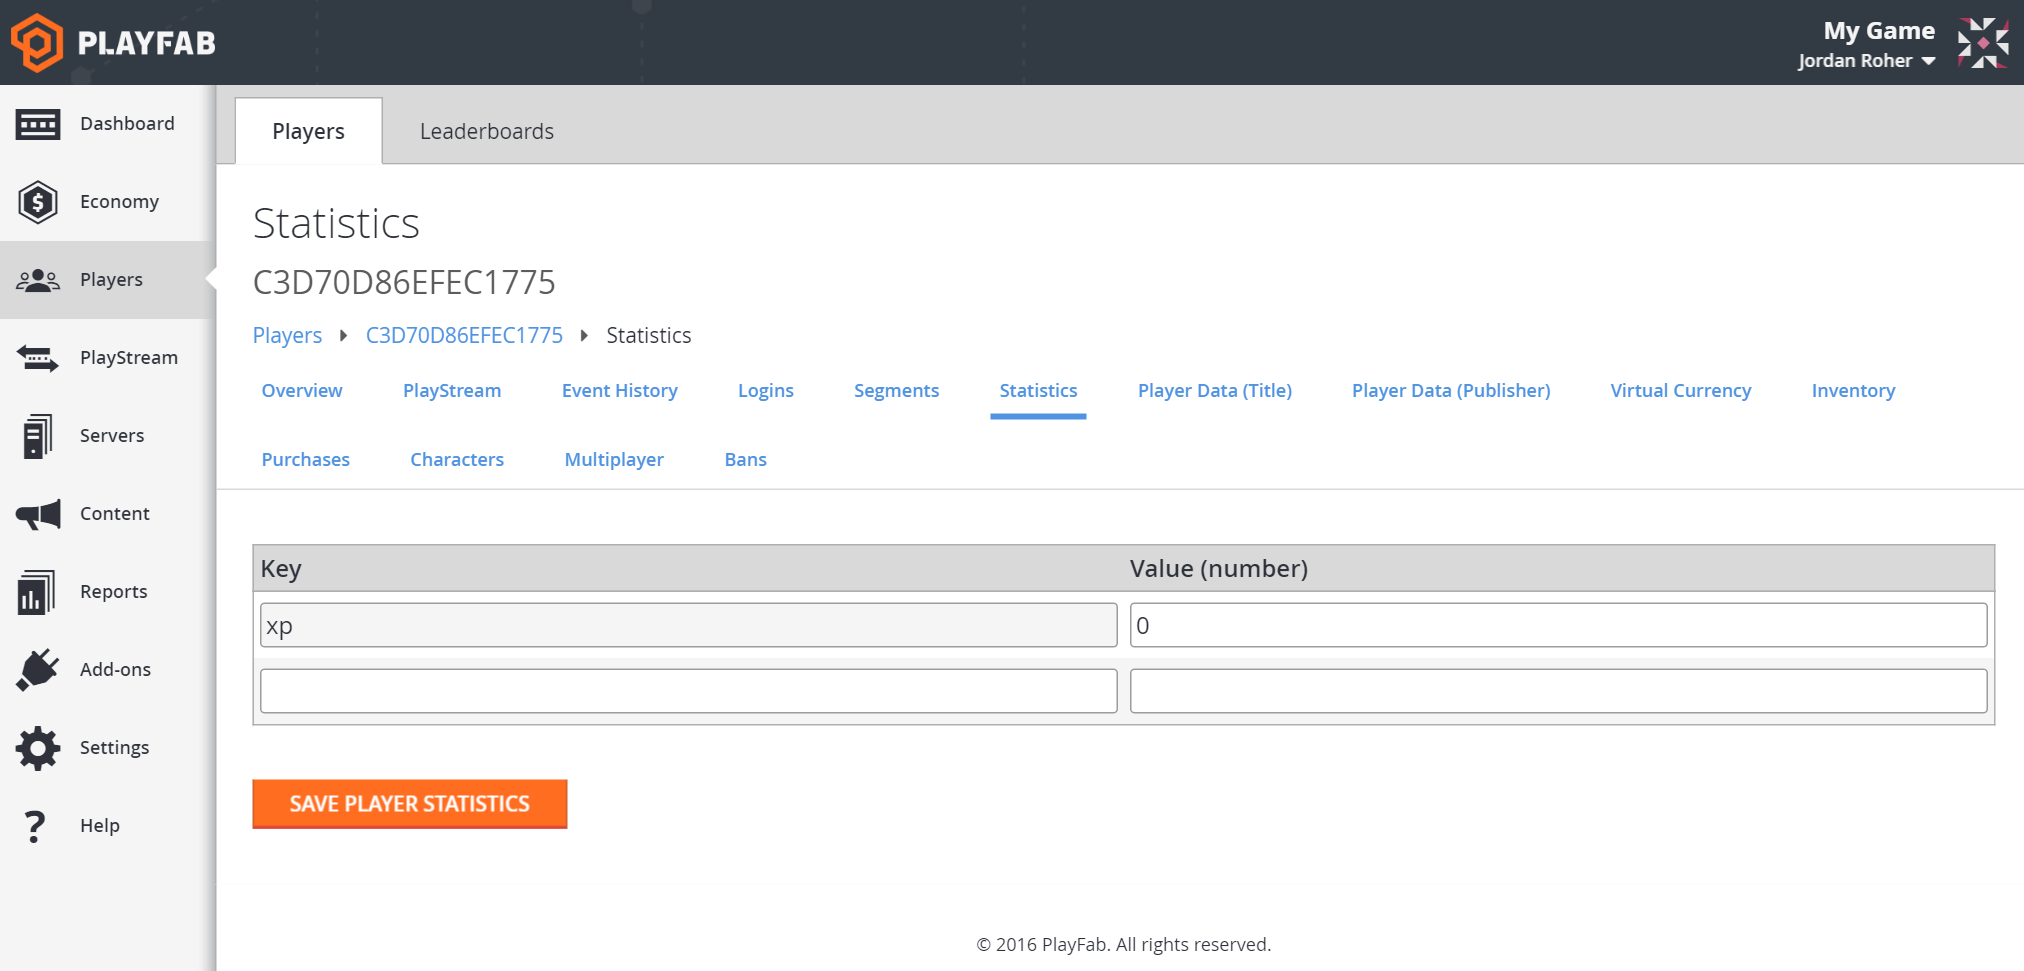 PLAYFAB
My Game
Jordan Roher
Dashboard
Economy
Players
PlayStream
Servers
Content
Reports
Add-ons
Settings
Help
Players Leaderboards
Statistics
C3D70D86EFEC1775
Players C3D70D86EFEC1775 Statistics
Overview PlayStream Event History Logins Segments Statistics Player Data (Title) Player Data (Publisher) Virtual Currency Inventory
Purchases Characters Multiplayer Bans
Key Value (number)
xp 0
SAVE PLAYER STATISTICS
© 2016 PlayFab. All rights reserved.